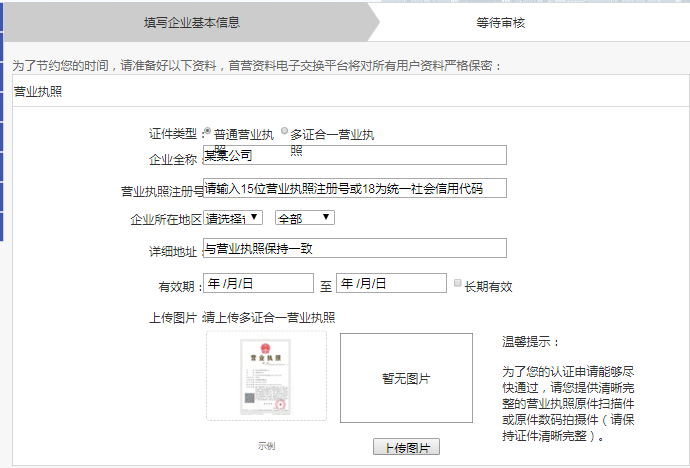 填写企业基本信息 等待审核
为了节约您的时间，请准备好以下资料，首营资料电子交换平台将对所有用户资料严格保密：
营业执照
证件类型： 普通营业执照 多证合一营业执照
企业全称： 某某公司
营业执照注册号 请输入15位营业执照注册号或18为统一社会信用代码
企业所在地区 请选择 全部
详细地址： 与营业执照保持一致
有效期： 年 /月/日 至 年 /月/日 长期有效
上传图片： 请上传多证合一营业执照
营业执照
示例
暂无图片
上传图片
温馨提示：
为了您的认证申请能够尽
快通过，请您提供清晰完
整的营业执照原件扫描件
或原件数码拍摄件（请保
持证件清晰完整）。